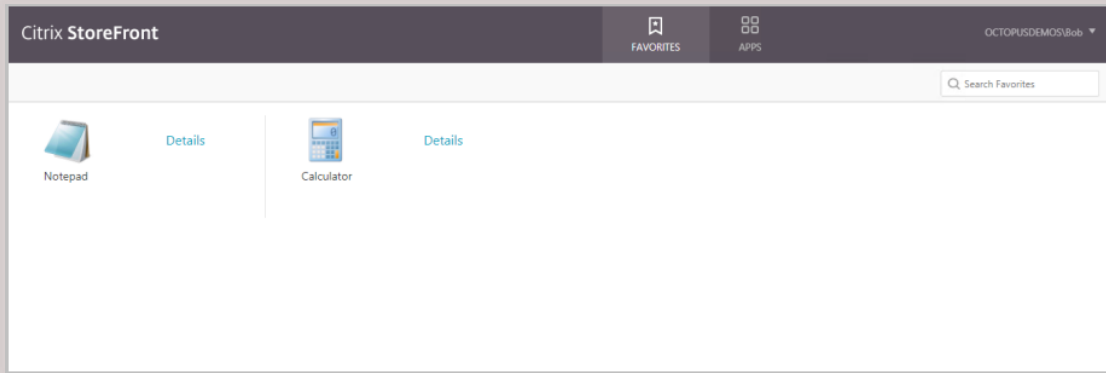 Citrix StoreFront
FAVORITES
APPS
OCTOPUSDEMOS\Bob
Search Favorites
Notepad
Details
Calculator
Details